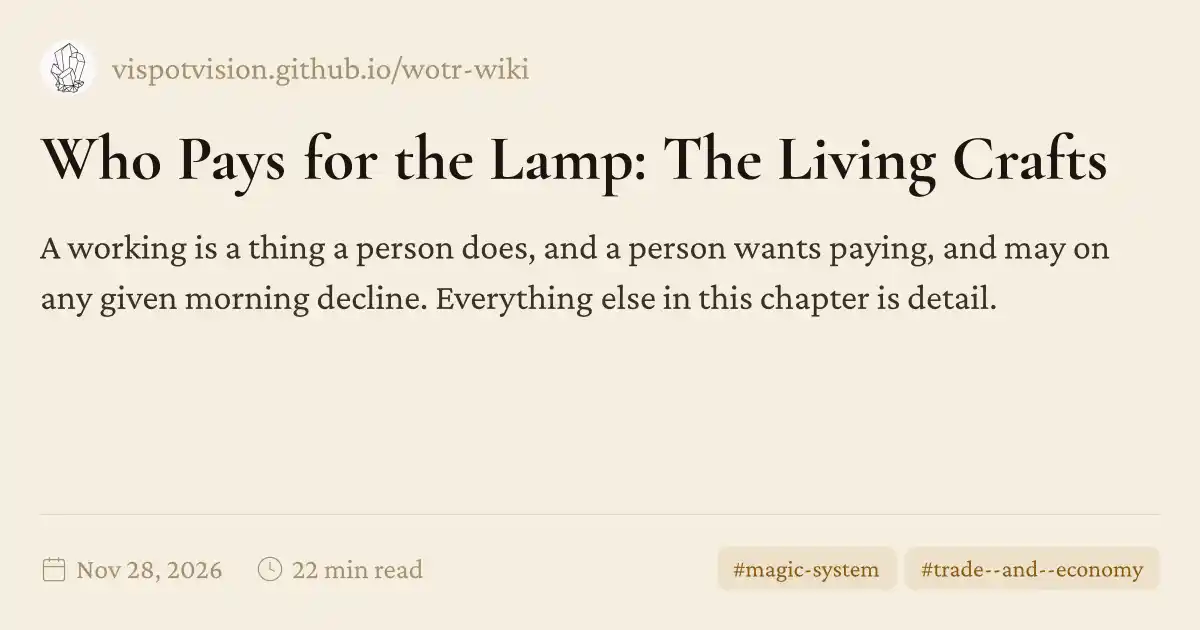 vispotvision.github.io/wotr-wiki
Who Pays for the Lamp: The Living Crafts
A working is a thing a person does, and a person wants paying, and may on
any given morning decline. Everything else in this chapter is detail.
Nov 28, 2026
22 min read
#magic-system
#trade--and--economy